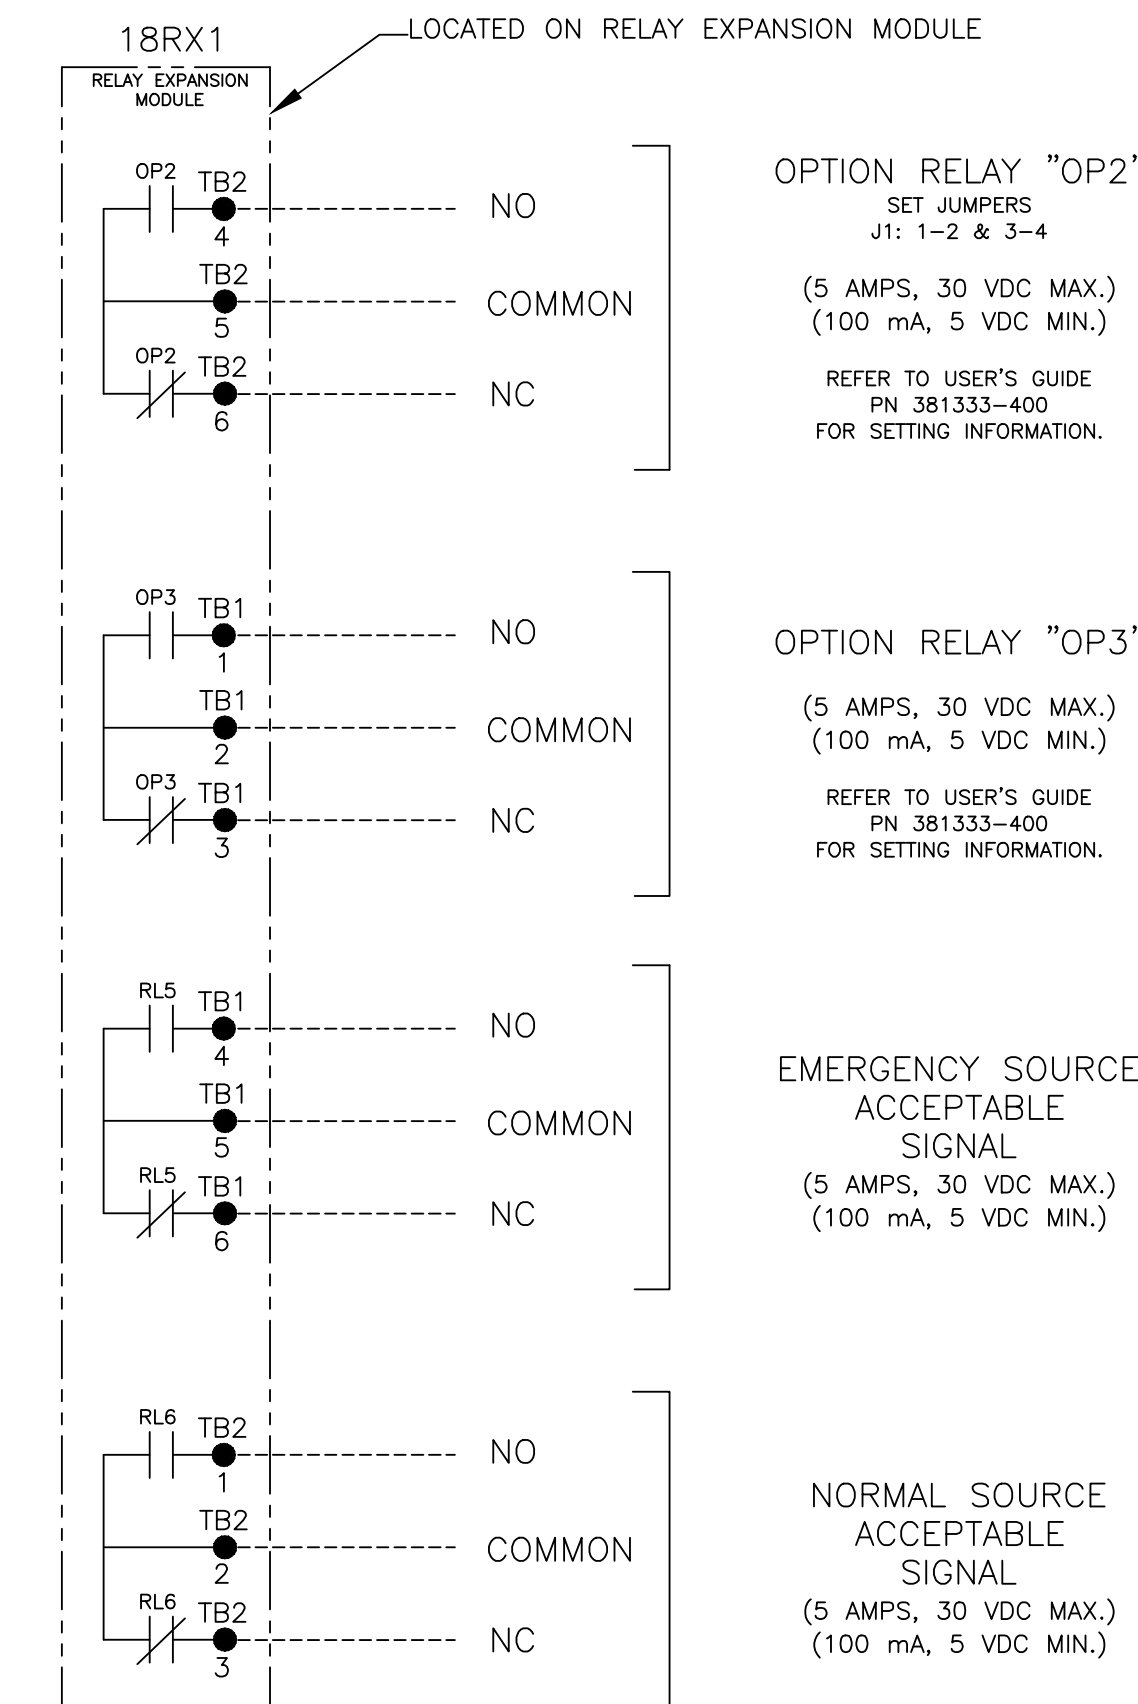 18RX1
LOCATED ON RELAY EXPANSION MODULE
RELAY EXPANSION
MODULE
OP2 TB2
4
NO
TB2
5
COMMON
OP2 TB2
6
NC
OPTION RELAY "OP2'
SET JUMPERS
J1: 1-2 & 3-4
(5 AMPS, 30 VDC MAX.)
(100 mA, 5 VDC MIN.)
REFER TO USER'S GUIDE
PN 381333-400
FOR SETTING INFORMATION.
OP3 TB1
1
NO
TB1
2
COMMON
OP3 TB1
3
NC
OPTION RELAY "OP3'
(5 AMPS, 30 VDC MAX.)
(100 mA, 5 VDC MIN.)
REFER TO USER'S GUIDE
PN 381333-400
FOR SETTING INFORMATION.
RL5 TB1
4
NO
TB1
5
COMMON
RL5 TB1
6
NC
EMERGENCY SOURCE
ACCEPTABLE
SIGNAL
(5 AMPS, 30 VDC MAX.)
(100 mA, 5 VDC MIN.)
RL6 TB2
1
NO
TB2
2
COMMON
RL6 TB2
3
NC
NORMAL SOURCE
ACCEPTABLE
SIGNAL
(5 AMPS, 30 VDC MAX.)
(100 mA, 5 VDC MIN.)